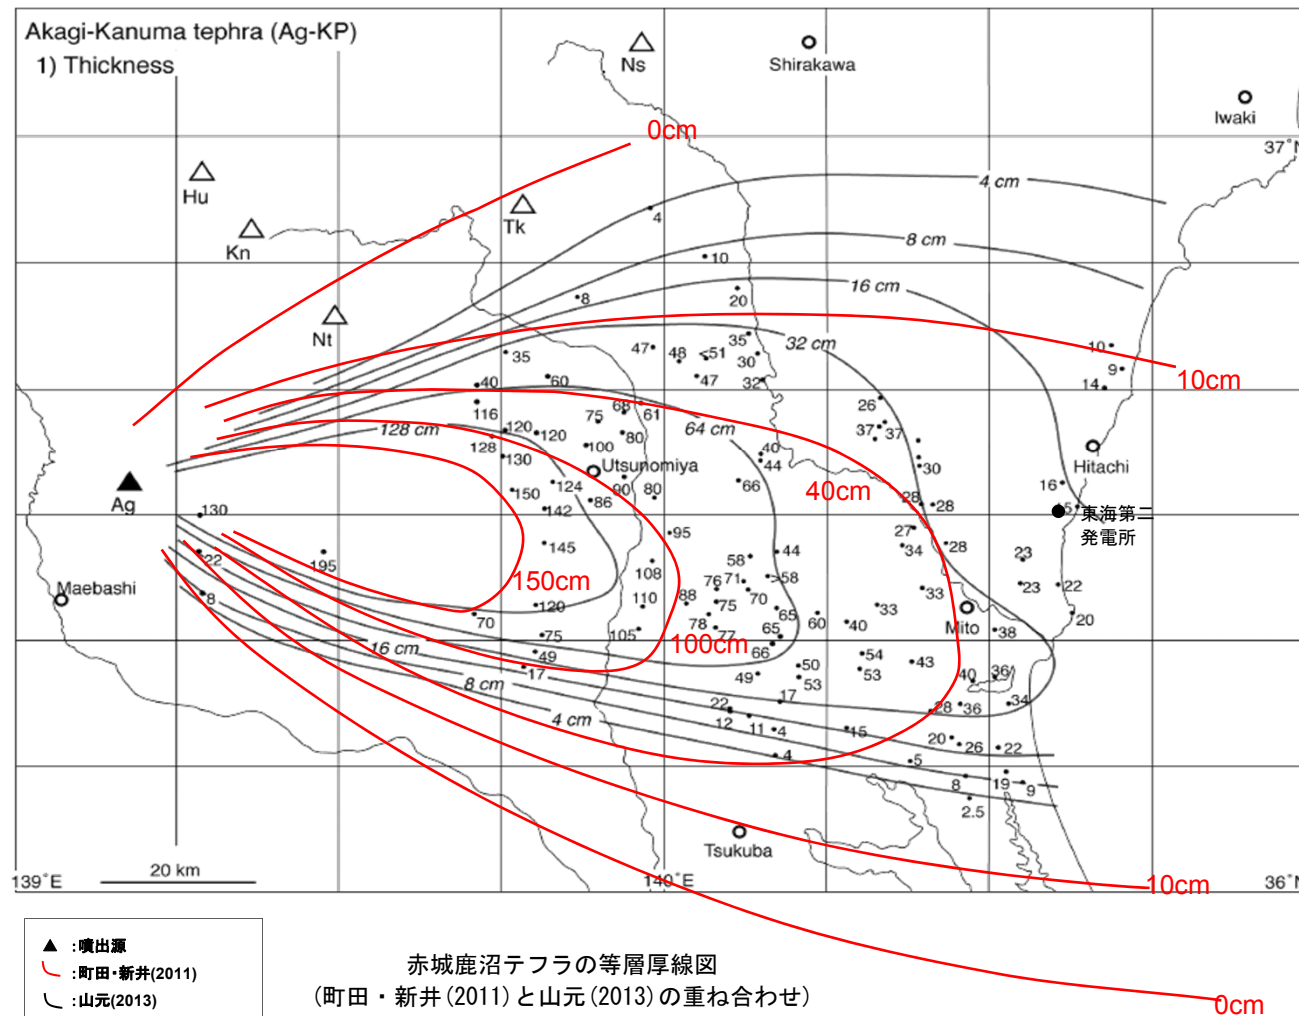 Akagi-Kanuma tephra (Ag-KP)
1) Thickness
Ns
Shirakawa
Iwaki
0cm
37°N
Hu
4 cm
Tk
4
Kn
8 cm
10
16 cm
8
20
Nt
35
32 cm
47
48
<51
30
10
35
47
9
10cm
40
60
32
14
116
68
61
26
75
128 cm
120
120
80
64 cm
37
37
128
100
40
Hitachi
130
Utsunomiya
44
30
150
124
90
80
66
40cm
16
Ag
130
142
86
28
28
15
東海第二
発電所
95
27
145
58
44
34
28
23
22
195
108
71
>58
150cm
76
70
33
23
22
Maebashi
8
120
110
88
75
65
33
Mito
20
70
78
60
40
38
75
105
77
65
100cm
66
16 cm
49
54
43
17
50
53
40
36
8 cm
49
53
17
28
36
34
4 cm
22
12
11
4
15
20
26
22
4
5
8
19
9
2.5
Tsukuba
20 km
139°E
140°E
10cm
36°N
▲ :噴出源
:町田・新井(2011)
:山元(2013)
赤城鹿沼テフラの等層厚線図
(町田・新井(2011)と山元(2013)の重ね合わせ)
0cm